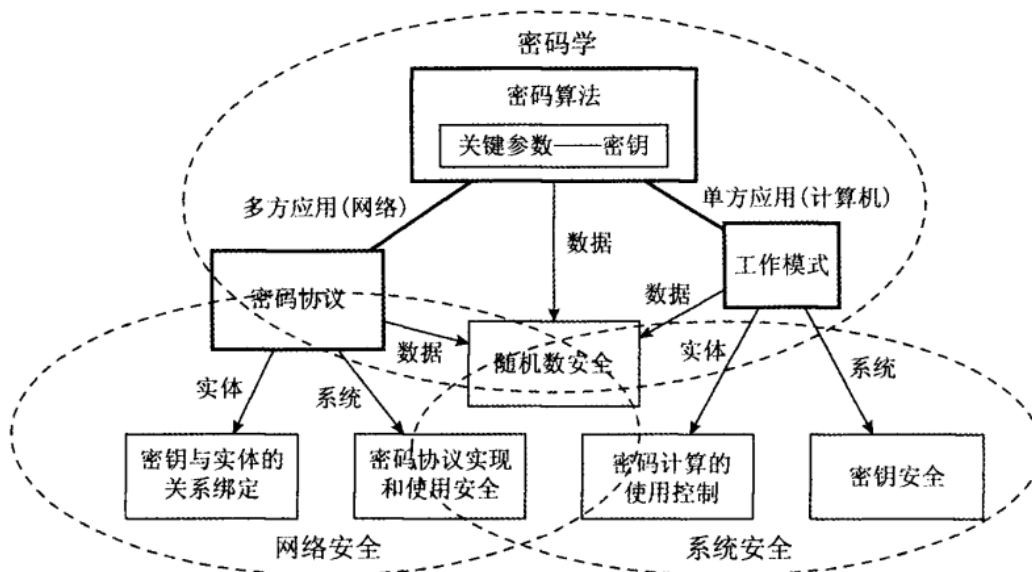 密码学
密码算法
关键参数——密钥
多方应用(网络)
单方应用(计算机)
数据
密码协议
工作模式
数据
数据
随机数安全
实体
系统
实体
系统
密钥与实体的
关系绑定
密码协议实现
和使用安全
密码计算的
使用控制
密钥安全
网络安全
系统安全